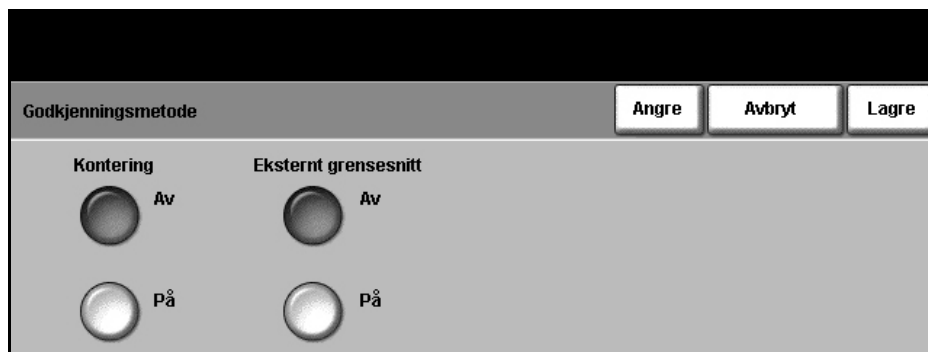 Godkjenningsmetode Angre Avbryt Lagre
Kontering Eksternt grensesnitt
Av Av
På På